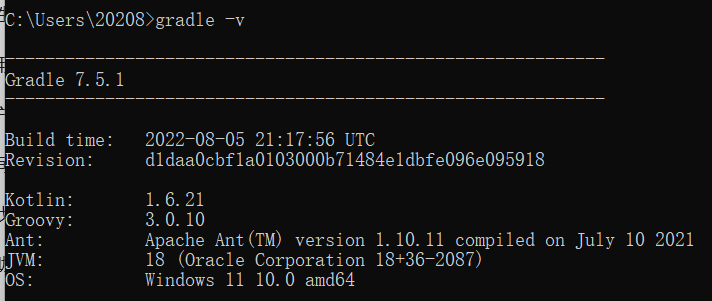 C:\Users\20208>gradle -v
------------------------------------------------------------
Gradle 7.5.1
------------------------------------------------------------
Build time:   2022-08-05 21:17:56 UTC
Revision:     d1daa0cbf1a0103000b71484e1dbfe096e095918
Kotlin:       1.6.21
Groovy:       3.0.10
Ant:          Apache Ant(TM) version 1.10.11 compiled on July 10 2021
JVM:          18 (Oracle Corporation 18+36-2087)
OS:           Windows 11 10.0 amd64